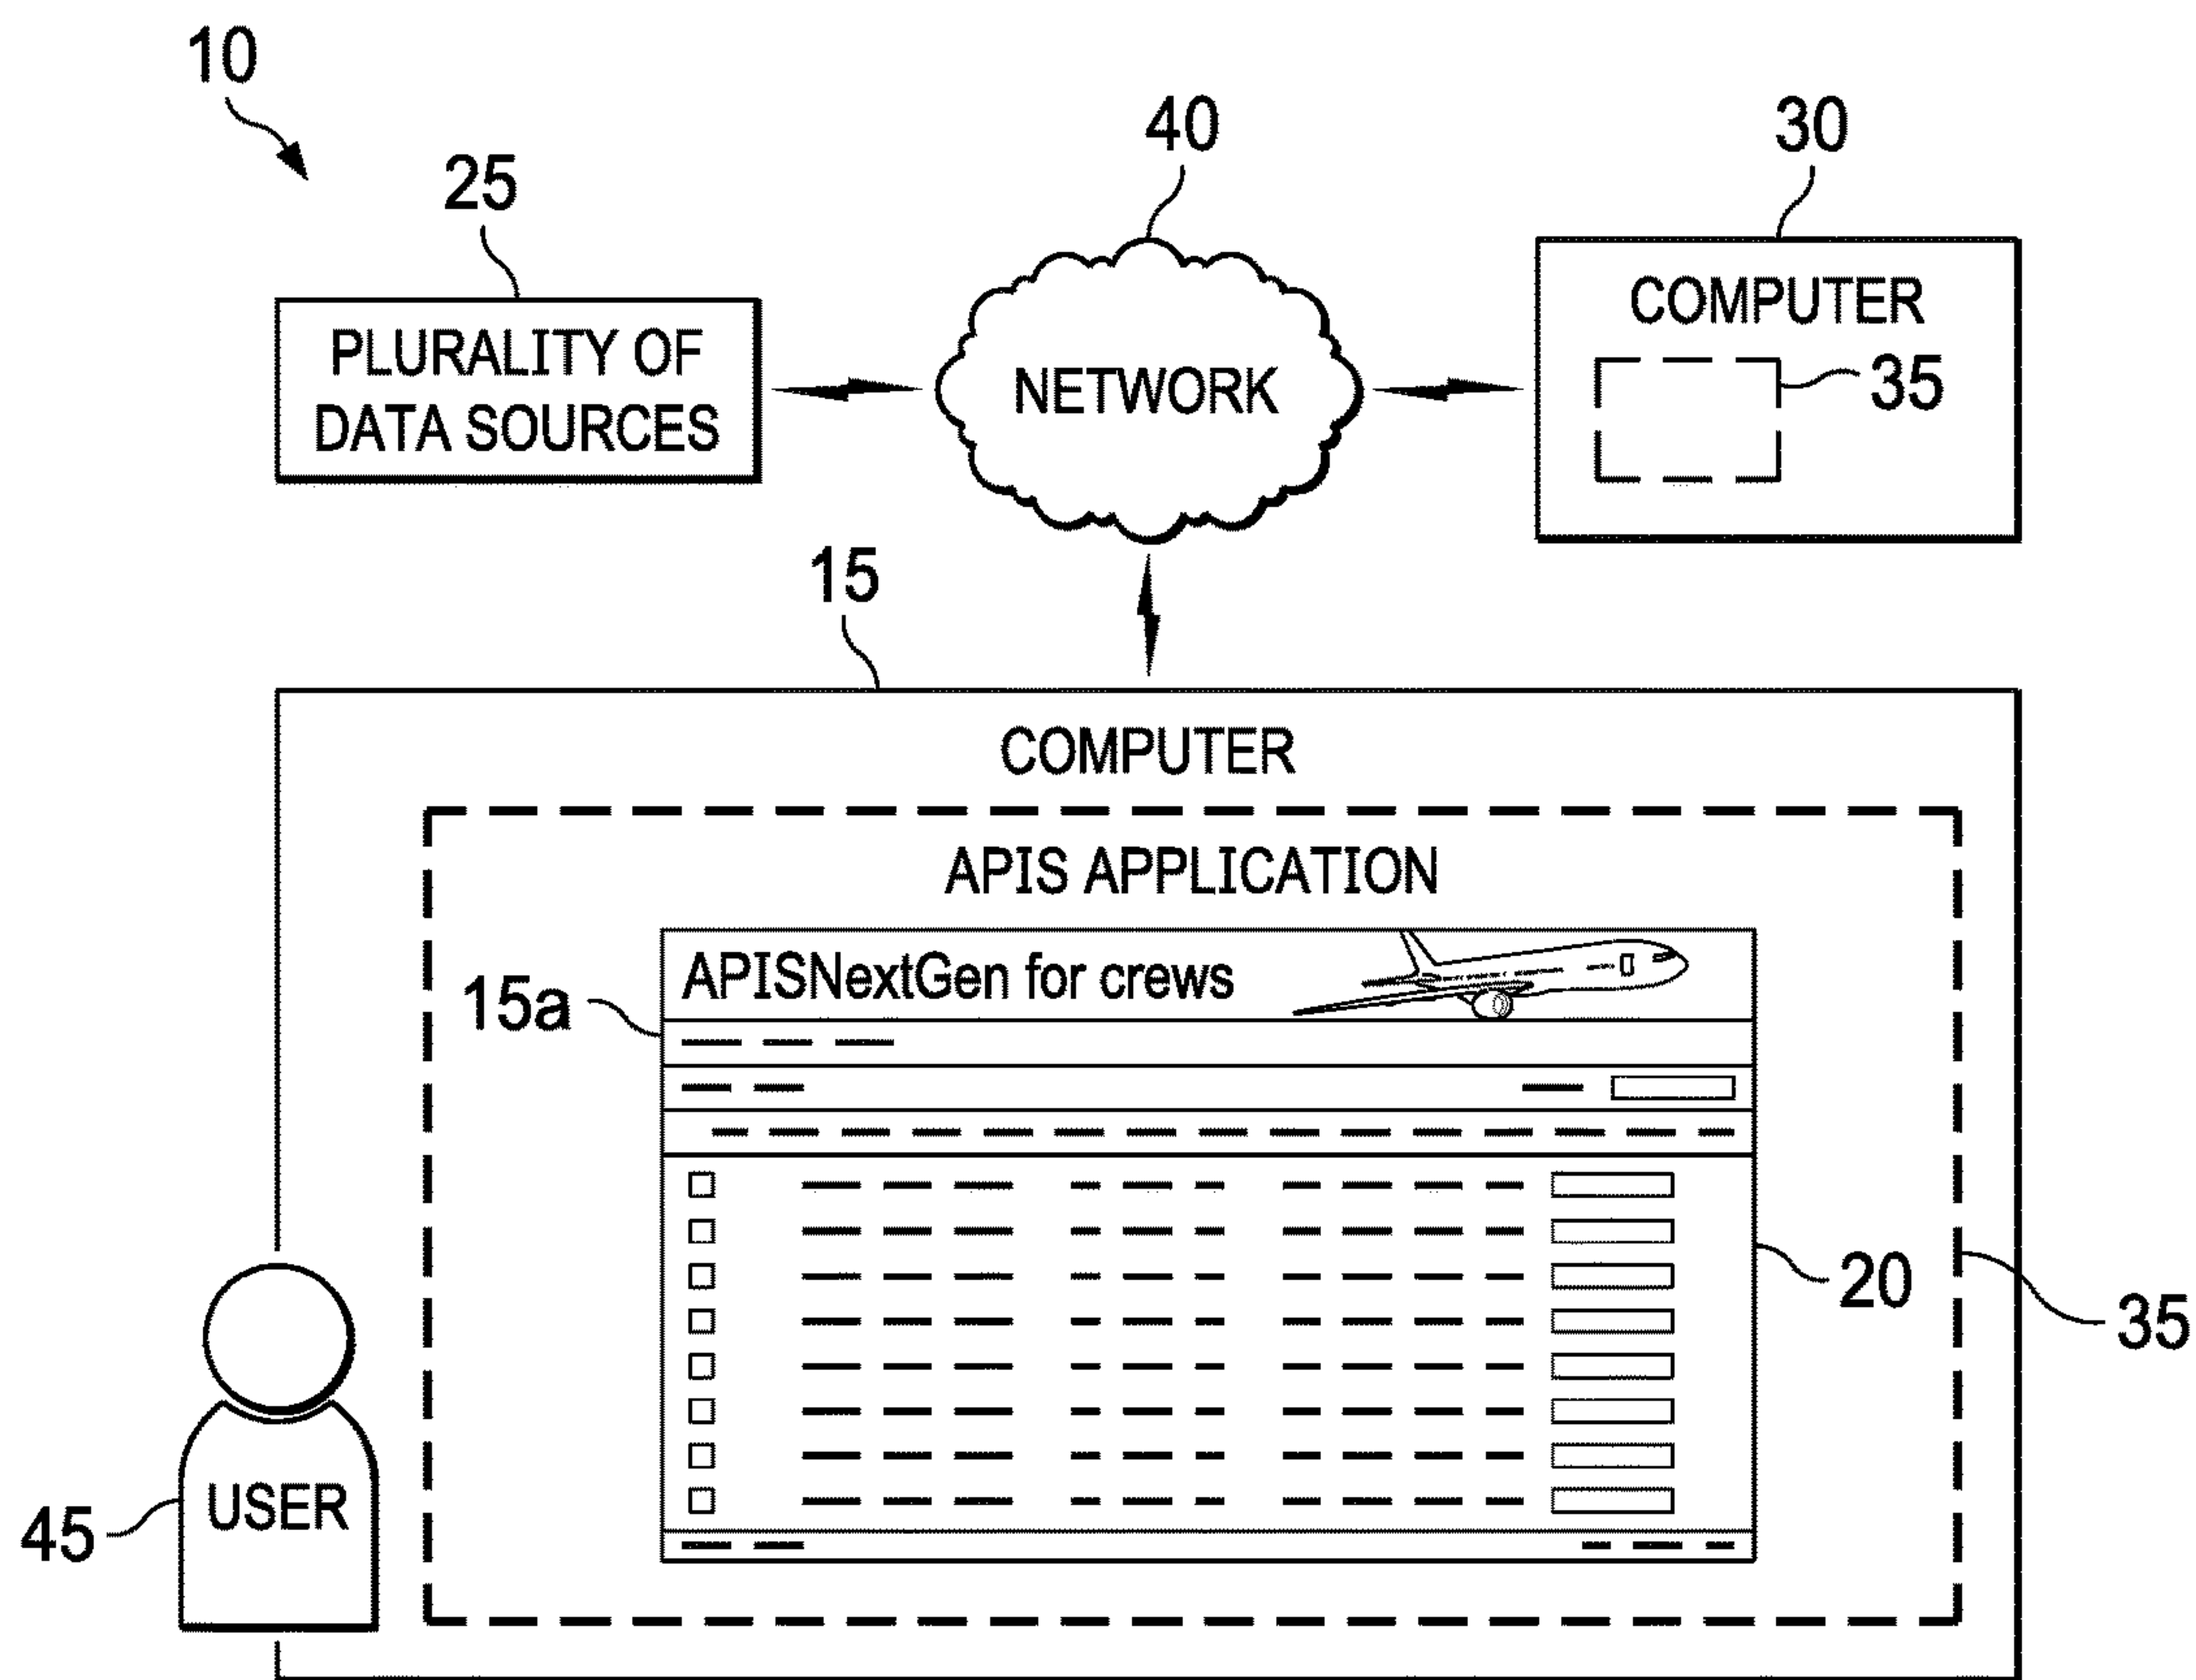 10
25
40
30
PLURALITY OF
DATA SOURCES
NETWORK
COMPUTER
35
15
COMPUTER
APIS APPLICATION
APISNextGen for crews
15a
20
35
45
USER